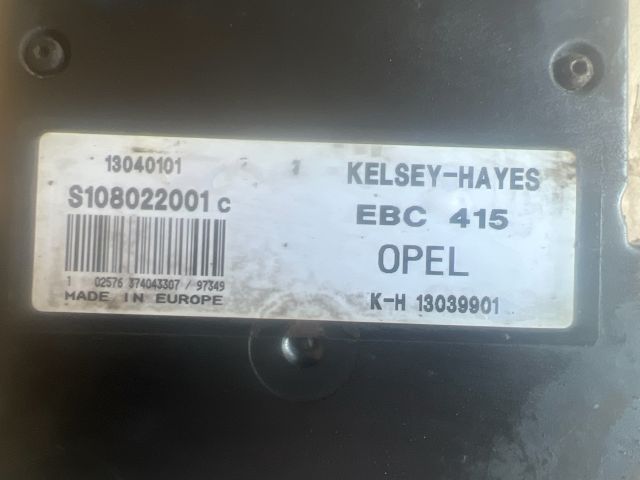 13040101
S108022001 C
1 02576 374043307 / 97349
MADE IN EUROPE
KELSEY-HAYES
EBC 415
OPEL
K-H 13039901